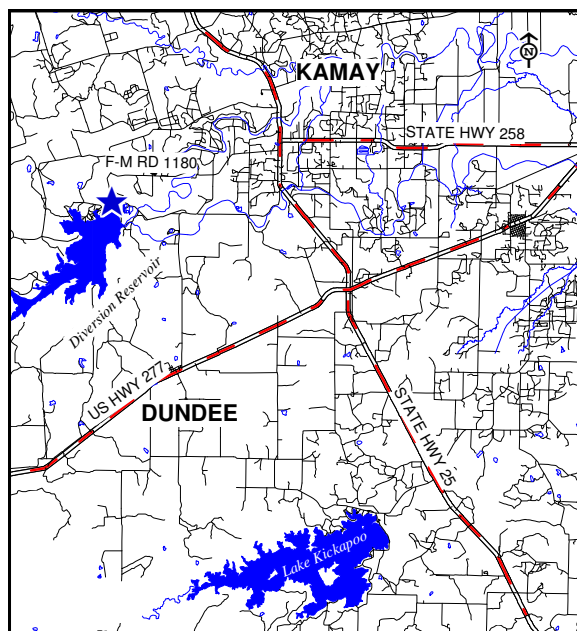 N
KAMAY
STATE HWY 258
F-M RD 1180
Diversion Reservoir
US HWY 277
DUNDEE
STATE HWY 25
Lake Kickapoo